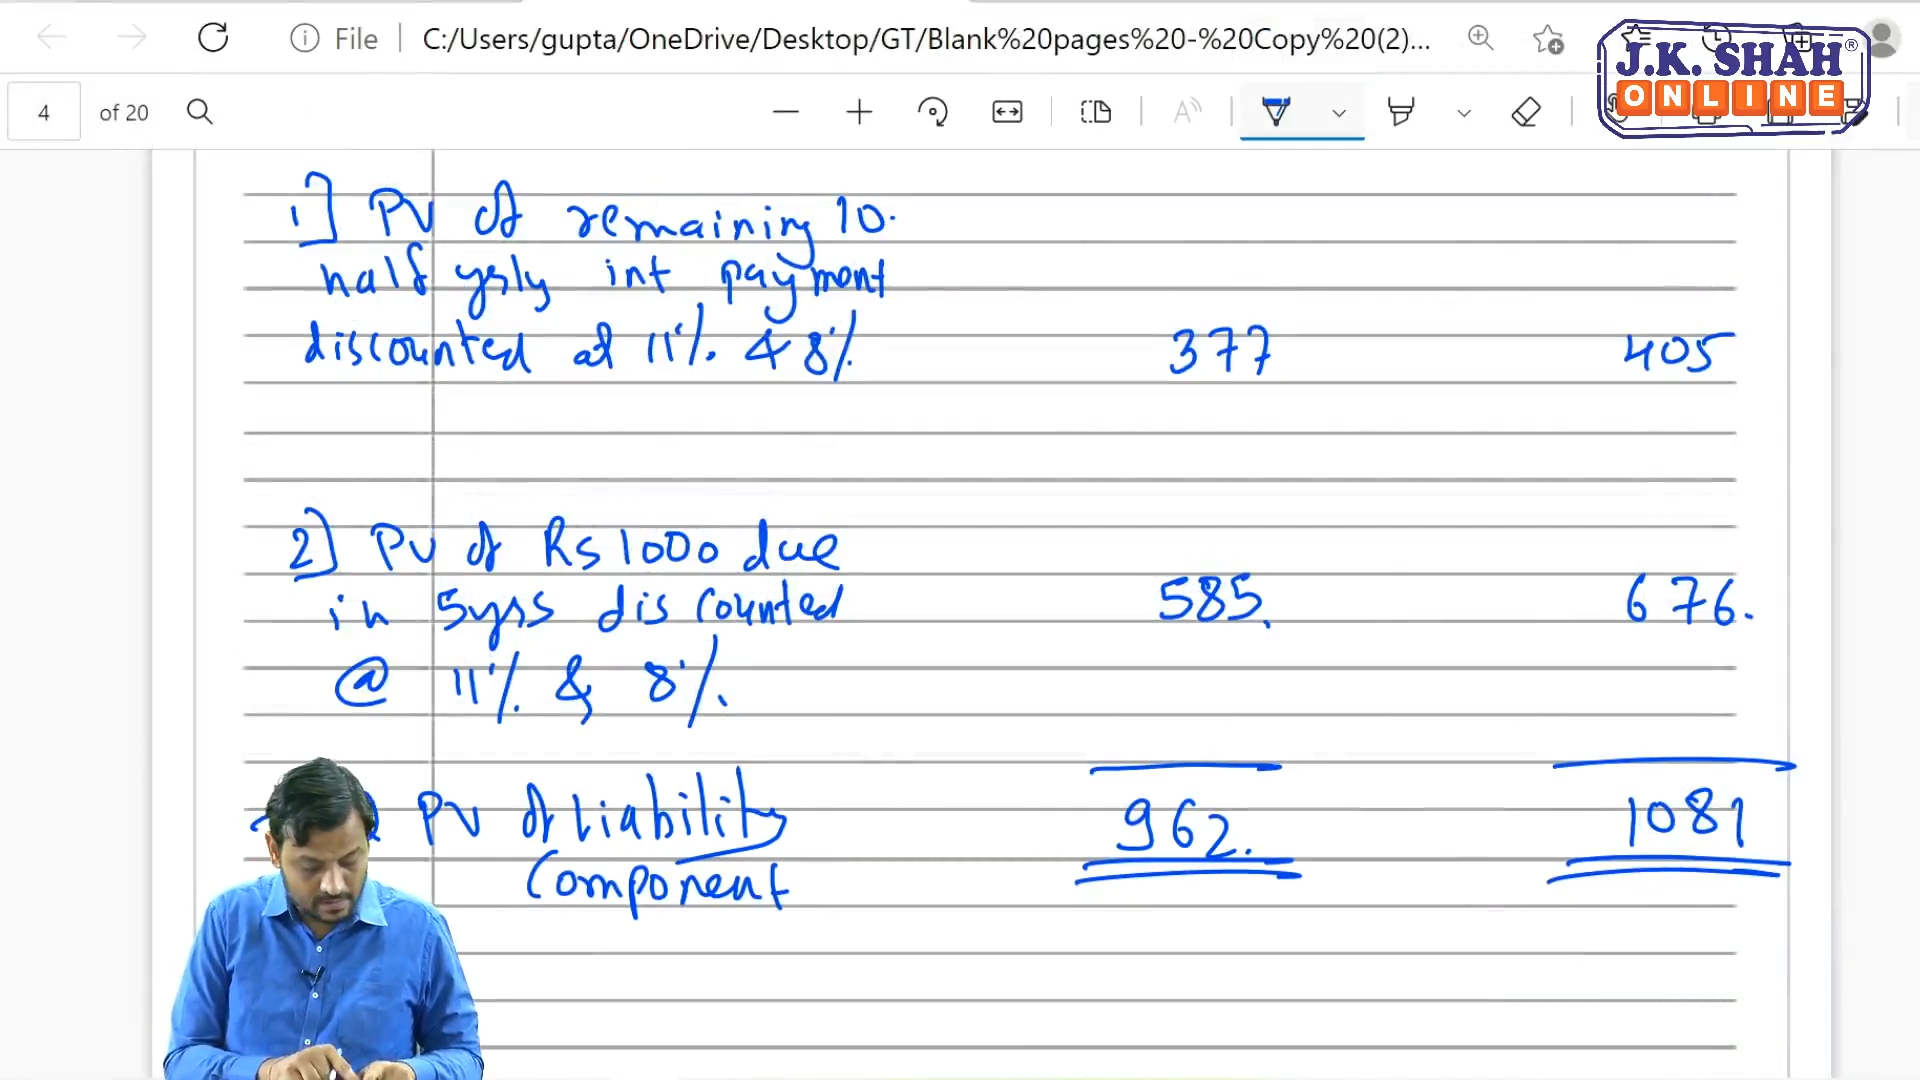 File
C:/Users/gupta/OneDrive/Desktop/GT/Blank%20pages%20-%20Copy%20(2)...
J.K. SHAH®
ONLINE
4 of 20
1] PV of remaining 10
half yrly int payment
discounted at 11% & 8% 377 405
2] PV of Rs 1000 due
in 5yrs discounted 585. 676.
@ 11% & 8%.
PV of liability 962. 1081
Component